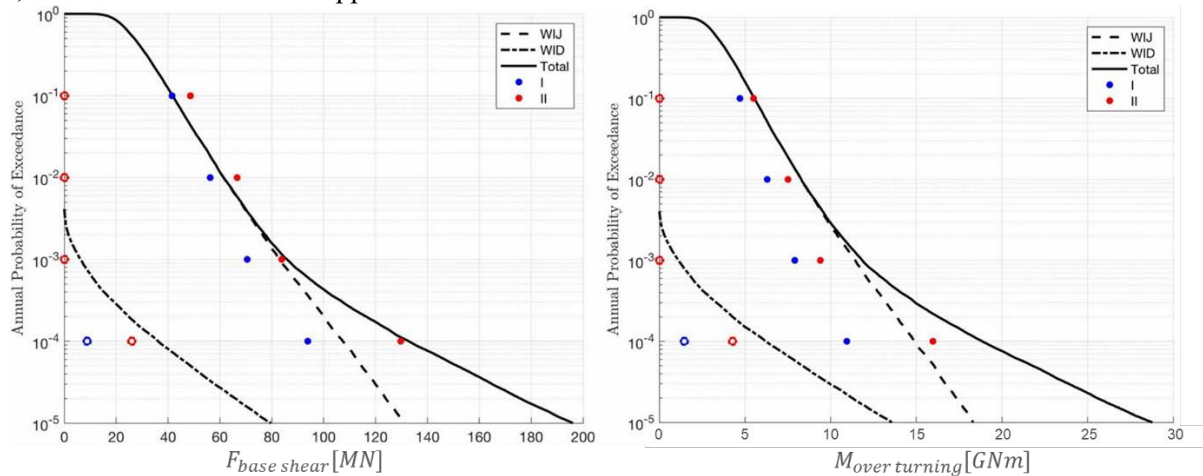 WIJ
WID
Total
I
II
Annual Probability of Exceedance
10^0
10^-1
10^-2
10^-3
10^-4
10^-5
0 20 40 60 80 100 120 140 160 180 200
F_base shear [MN]
WIJ
WID
Total
I
II
Annual Probability of Exceedance
10^0
10^-1
10^-2
10^-3
10^-4
10^-5
0 5 10 15 20 25 30
M_over turning [GNm]